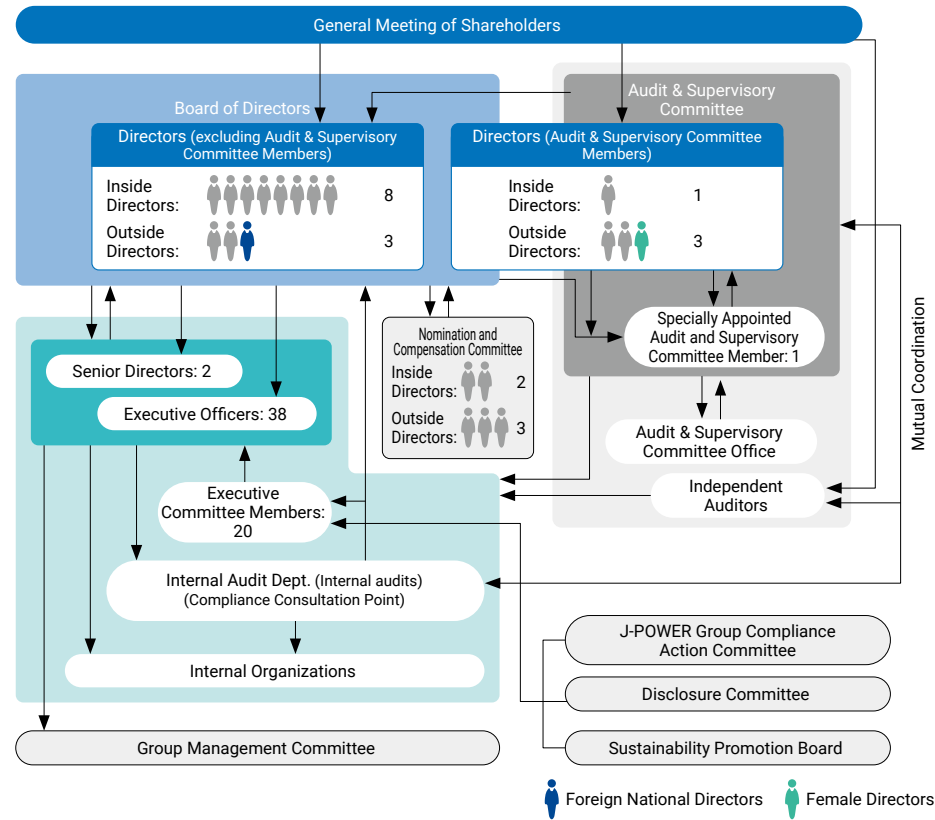 General Meeting of Shareholders
Board of Directors
Audit & Supervisory
Committee
Directors (excluding Audit & Supervisory
Committee Members)
Inside
Directors:
8
Outside
Directors:
3
Directors (Audit & Supervisory Committee
Members)
Inside
Directors:
1
Outside
Directors:
3
Specially Appointed
Audit and Supervisory
Committee Member: 1
Nomination and
Compensation Committee
Inside
Directors:
2
Outside
Directors:
3
Senior Directors: 2
Executive Officers: 38
Audit & Supervisory
Committee Office
Independent
Auditors
Mutual Coordination
Executive
Committee Members:
20
Internal Audit Dept. (Internal audits)
(Compliance Consultation Point)
Internal Organizations
Group Management Committee
J-POWER Group Compliance
Action Committee
Disclosure Committee
Sustainability Promotion Board
Foreign National Directors
Female Directors